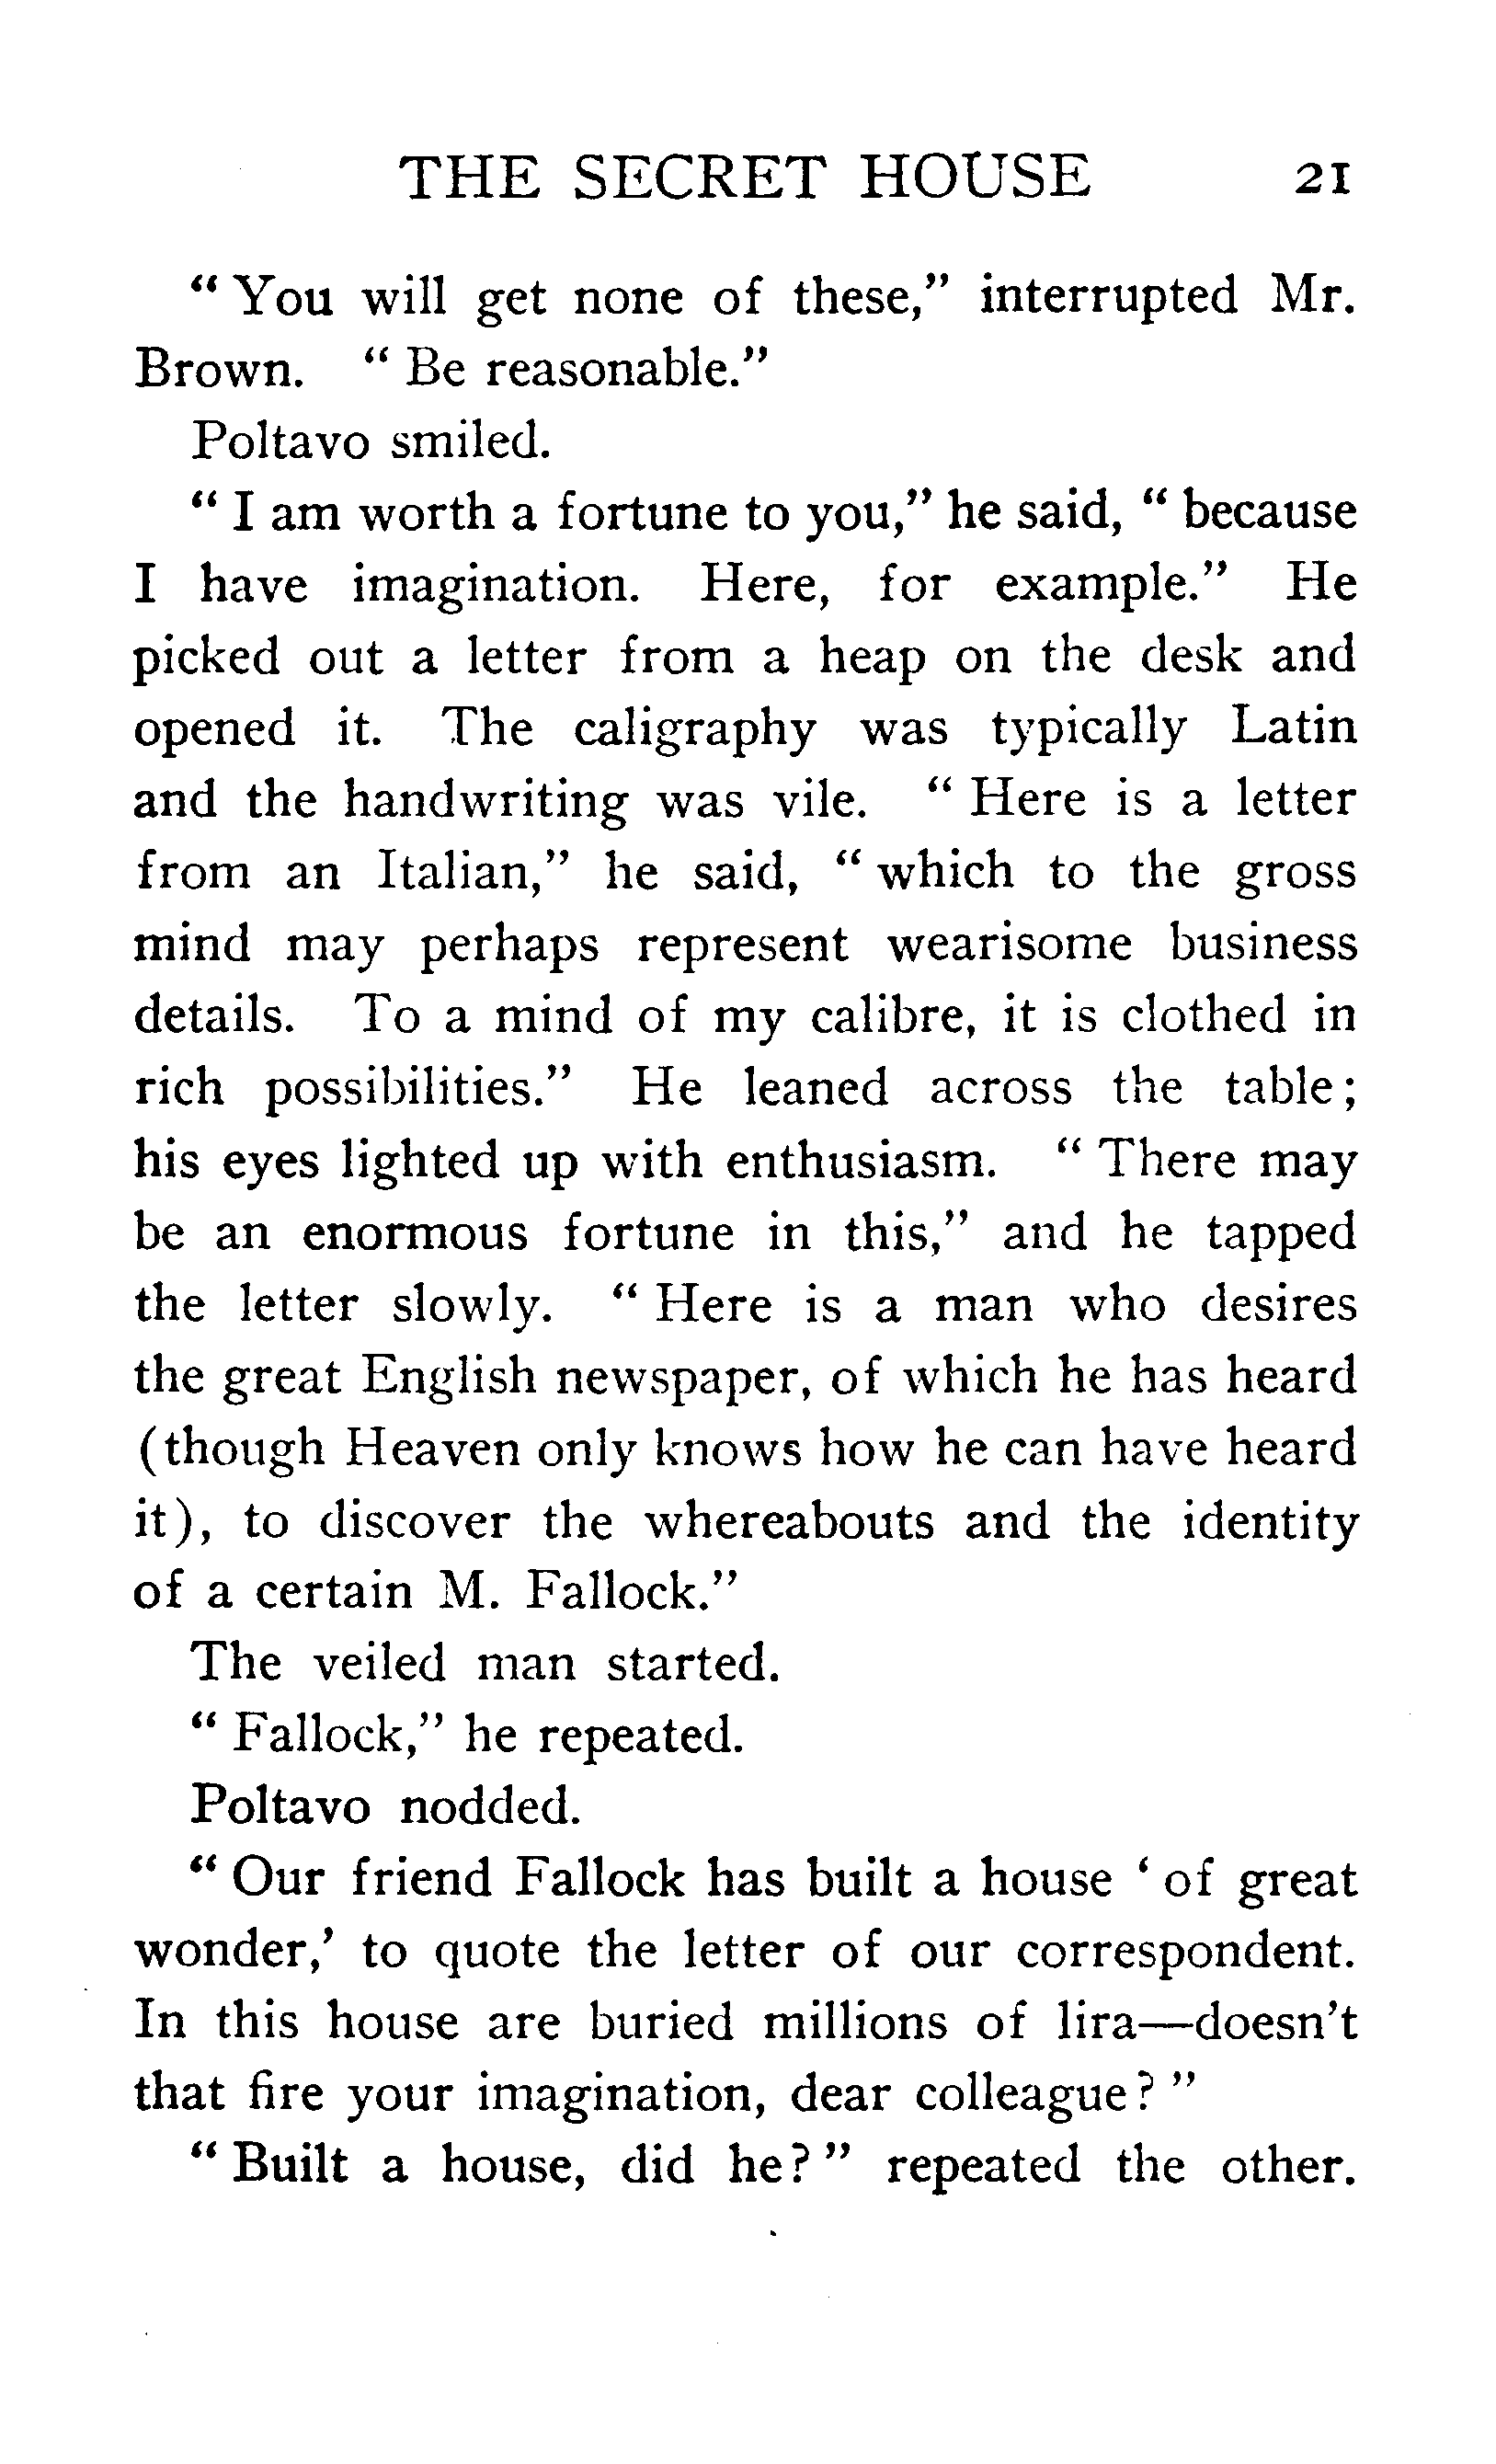 THE SECRET HOUSE 21
“ You will get none of these,” interrupted Mr.
Brown. “ Be reasonable.”
Poltavo smiled.
“ I am worth a fortune to you,” he said, “ because
I have imagination. Here, for example.” He
picked out a letter from a heap on the desk and
opened it. The caligraphy was typically Latin
and the handwriting was vile. “ Here is a letter
from an Italian,” he said, “ which to the gross
mind may perhaps represent wearisome business
details. To a mind of my calibre, it is clothed in
rich possibilities.” He leaned across the table;
his eyes lighted up with enthusiasm. “ There may
be an enormous fortune in this,” and he tapped
the letter slowly. “ Here is a man who desires
the great English newspaper, of which he has heard
(though Heaven only knows how he can have heard
it), to discover the whereabouts and the identity
of a certain M. Fallock.”
The veiled man started.
“ Fallock,” he repeated.
Poltavo nodded.
“ Our friend Fallock has built a house ‘ of great
wonder,’ to quote the letter of our correspondent.
In this house are buried millions of lira—doesn’t
that fire your imagination, dear colleague? ”
“ Built a house, did he? ” repeated the other.